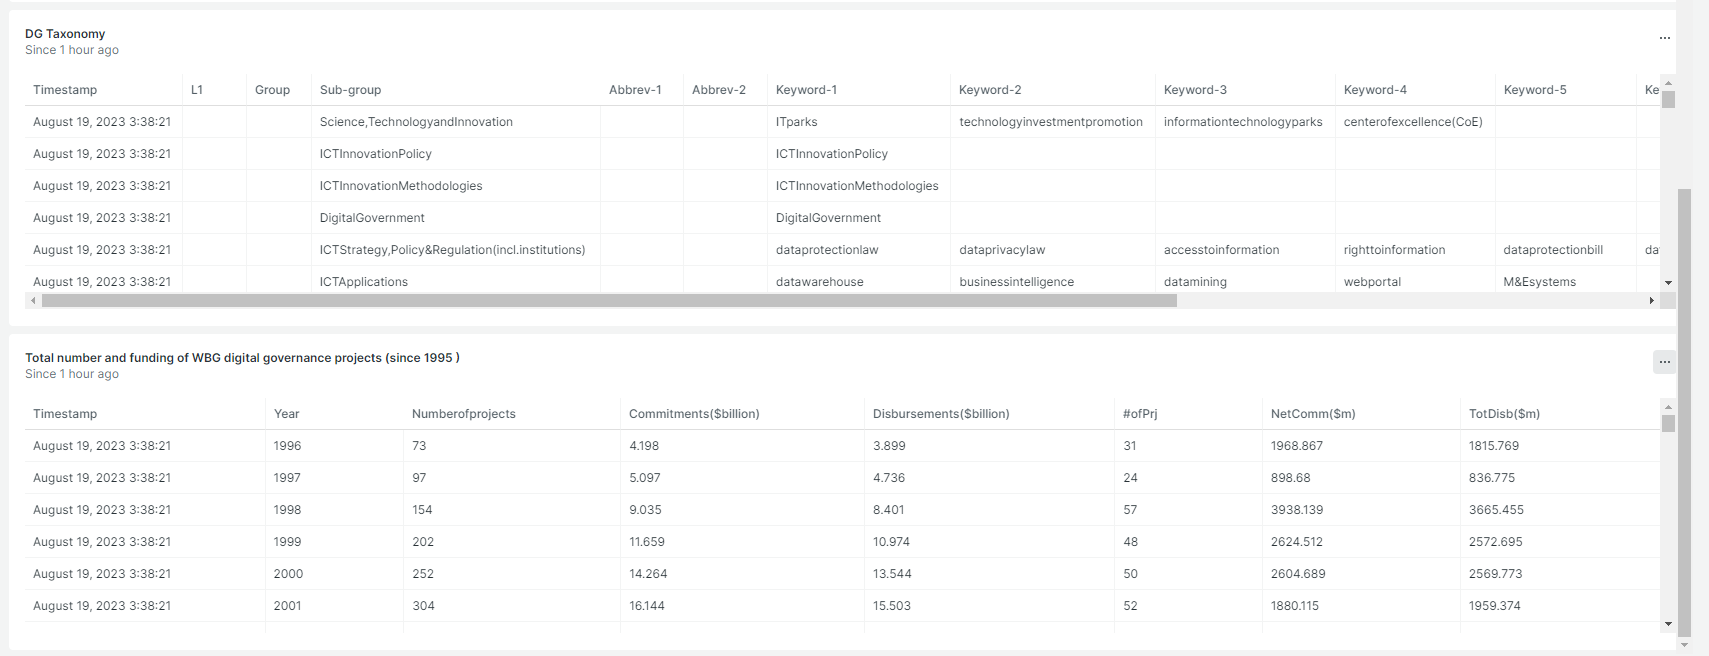 DG Taxonomy
Since 1 hour ago
...
Timestamp L1 Group Sub-group Abbrev-1 Abbrev-2 Keyword-1 Keyword-2 Keyword-3 Keyword-4 Keyword-5 Ke
August 19, 2023 3:38:21 Science,TechnologyandInnovation ITparks technologyinvestmentpromotion informationtechnologyparks centerofexcellence(CoE)
August 19, 2023 3:38:21 ICTInnovationPolicy ICTInnovationPolicy
August 19, 2023 3:38:21 ICTInnovationMethodologies ICTInnovationMethodologies
August 19, 2023 3:38:21 DigitalGovernment DigitalGovernment
August 19, 2023 3:38:21 ICTStrategy,Policy&Regulation(incl.institutions) dataprotectionlaw dataprivacylaw accesstoinformation righttoinformation dataprotectionbill da
August 19, 2023 3:38:21 ICTApplications datawarehouse businessintelligence datamining webportal M&Esystems
Total number and funding of WBG digital governance projects (since 1995 )
Since 1 hour ago
...
Timestamp Year Numberofprojects Commitments($billion) Disbursements($billion) #ofPrj NetComm($m) TotDisb($m)
August 19, 2023 3:38:21 1996 73 4.198 3.899 31 1968.867 1815.769
August 19, 2023 3:38:21 1997 97 5.097 4.736 24 898.68 836.775
August 19, 2023 3:38:21 1998 154 9.035 8.401 57 3938.139 3665.455
August 19, 2023 3:38:21 1999 202 11.659 10.974 48 2624.512 2572.695
August 19, 2023 3:38:21 2000 252 14.264 13.544 50 2604.689 2569.773
August 19, 2023 3:38:21 2001 304 16.144 15.503 52 1880.115 1959.374